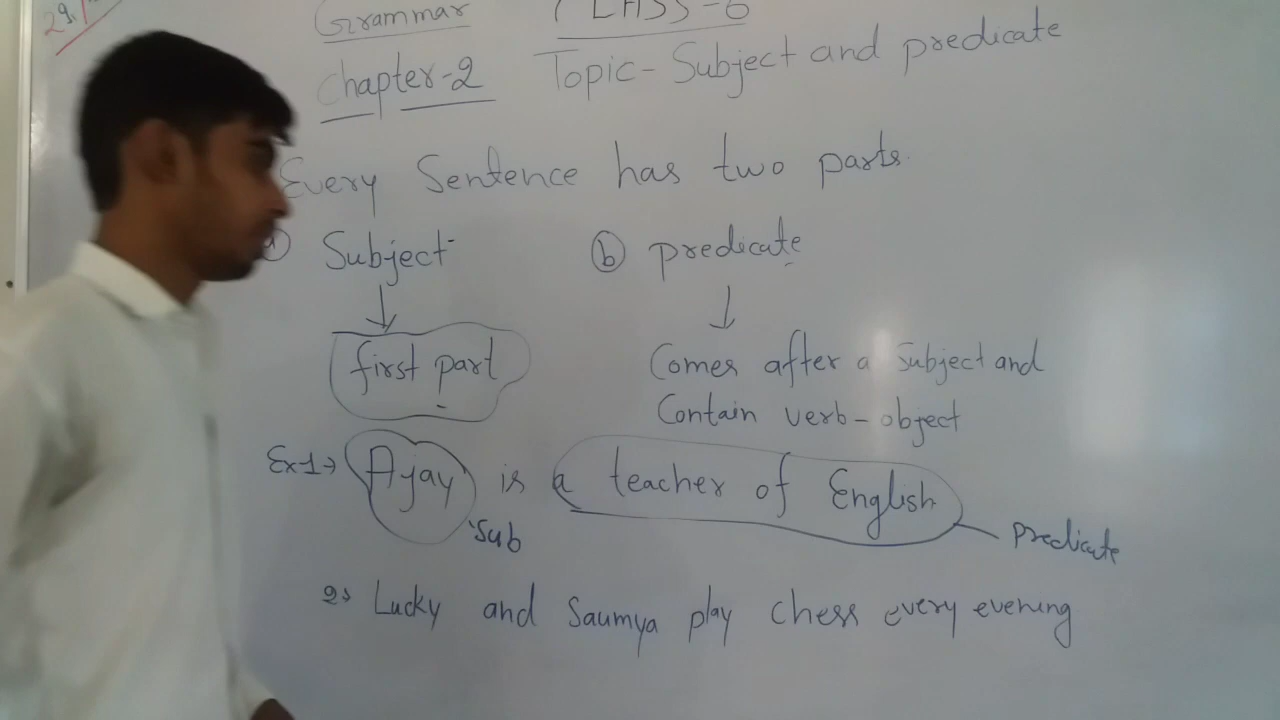 Grammar CLASS-6
Chapter-2 Topic- Subject and predicate
Every Sentence has two parts.
a) Subject b) predicate
first part Comes after a Subject and
Contain verb-object
Ex1→ Ajay is a teacher of English. predicate
Sub
2→ Lucky and Saumya play chess every evening